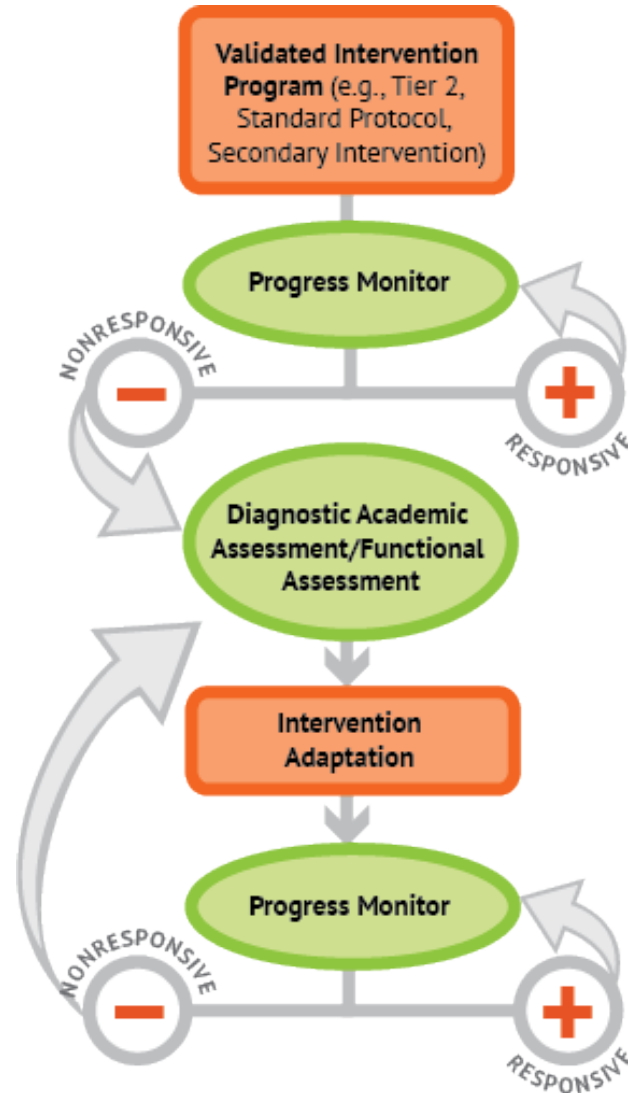 Validated Intervention
Program (e.g., Tier 2,
Standard Protocol,
Secondary Intervention)
Progress Monitor
NONRESPONSIVE
RESPONSIVE
Diagnostic Academic
Assessment/Functional
Assessment
Intervention
Adaptation
Progress Monitor
NONRESPONSIVE
RESPONSIVE